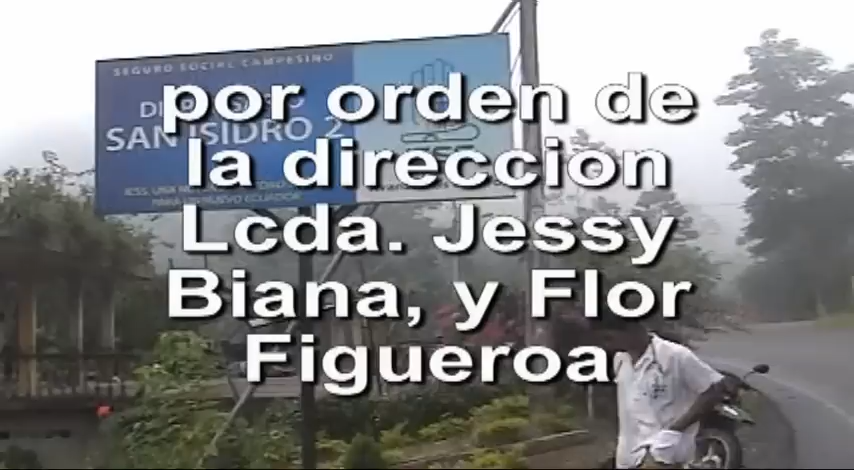 SEGURO SOCIAL CAMPESINO
SAN ISIDRO 2
por orden de
la direccion
Lcda. Jessy
Biana, y Flor
Figueroa